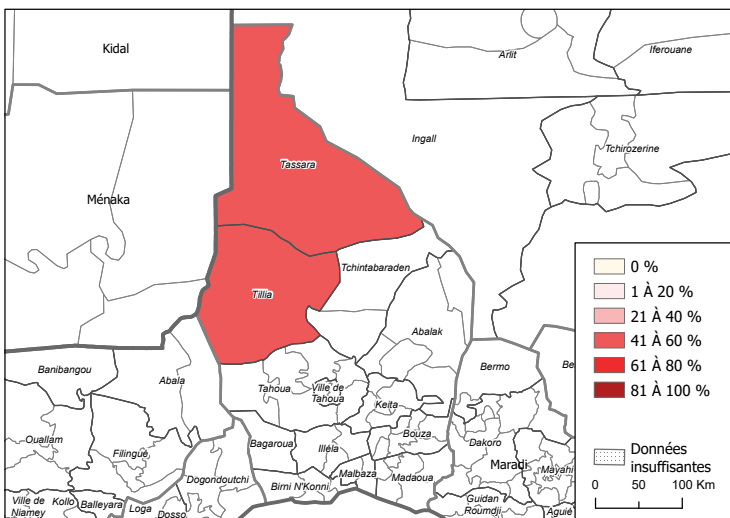 Kidal
Arlit
Iferouane
Ingall
Tchirozerine
Tassara
Ménaka
Tchintabaraden
Tillia
Abalak
Banibangou
Abala
Tahoua
Ville de
Tahoua
Keita
Bermo
Be
Ouallam
Filingué
Bagaroua
Illéla
Bouza
Dakoro
Maradi
Mayahi
Dogondoutchi
Birni N'Konni
Malbaza
Madaoua
Guidan
Roumdji
Aguié
Ville de
Niamey
Kollo
Balleyara
Loga
Dosso
0 %
1 À 20 %
21 À 40 %
41 À 60 %
61 À 80 %
81 À 100 %
Données
insuffisantes
0 50 100 Km